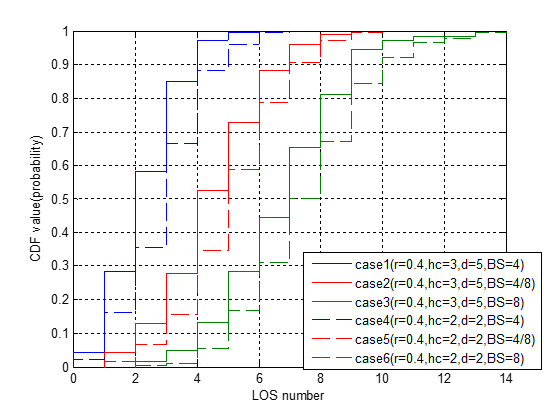 1
0.9
0.8
0.7
0.6
0.5
0.4
0.3
0.2
0.1
0
CDF value(probability)
case1(r=0.4,hc=3,d=5,BS=4)
case2(r=0.4,hc=3,d=5,BS=4/8)
case3(r=0.4,hc=3,d=5,BS=8)
case4(r=0.4,hc=2,d=2,BS=4)
case5(r=0.4,hc=2,d=2,BS=4/8)
case6(r=0.4,hc=2,d=2,BS=8)
0 2 4 6 8 10 12 14
LOS number